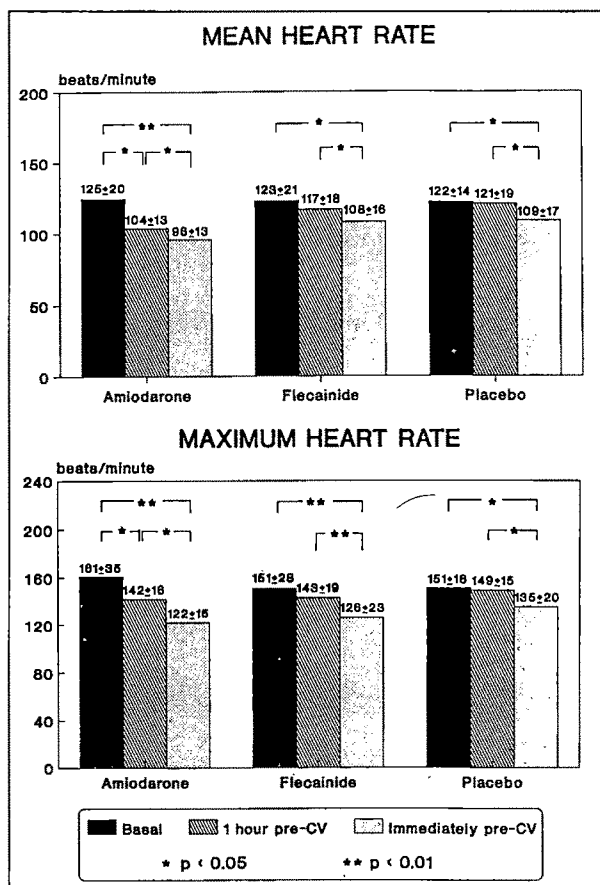 MEAN HEART RATE
beats/minute
200
150
100
50
0
** * *
* * * *
125±20 104±13 96±13
123±21 117±18 108±16
122±14 121±19 109±17
Amiodarone Flecainide Placebo
MAXIMUM HEART RATE
beats/minute
240
200
160
120
80
40
0
** ** *
* * ** *
161±35 142±18 122±15
151±28 143±19 126±23
151±18 149±15 135±20
Amiodarone Flecainide Placebo
Basal 1 hour pre-CV Immediately pre-CV
* p < 0.05 ** p < 0.01